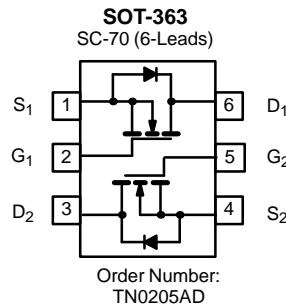 SOT-363
SC-70 (6-Leads)
S1 1 6 D1
G1 2 5 G2
D2 3 4 S2
Order Number:
TN0205AD